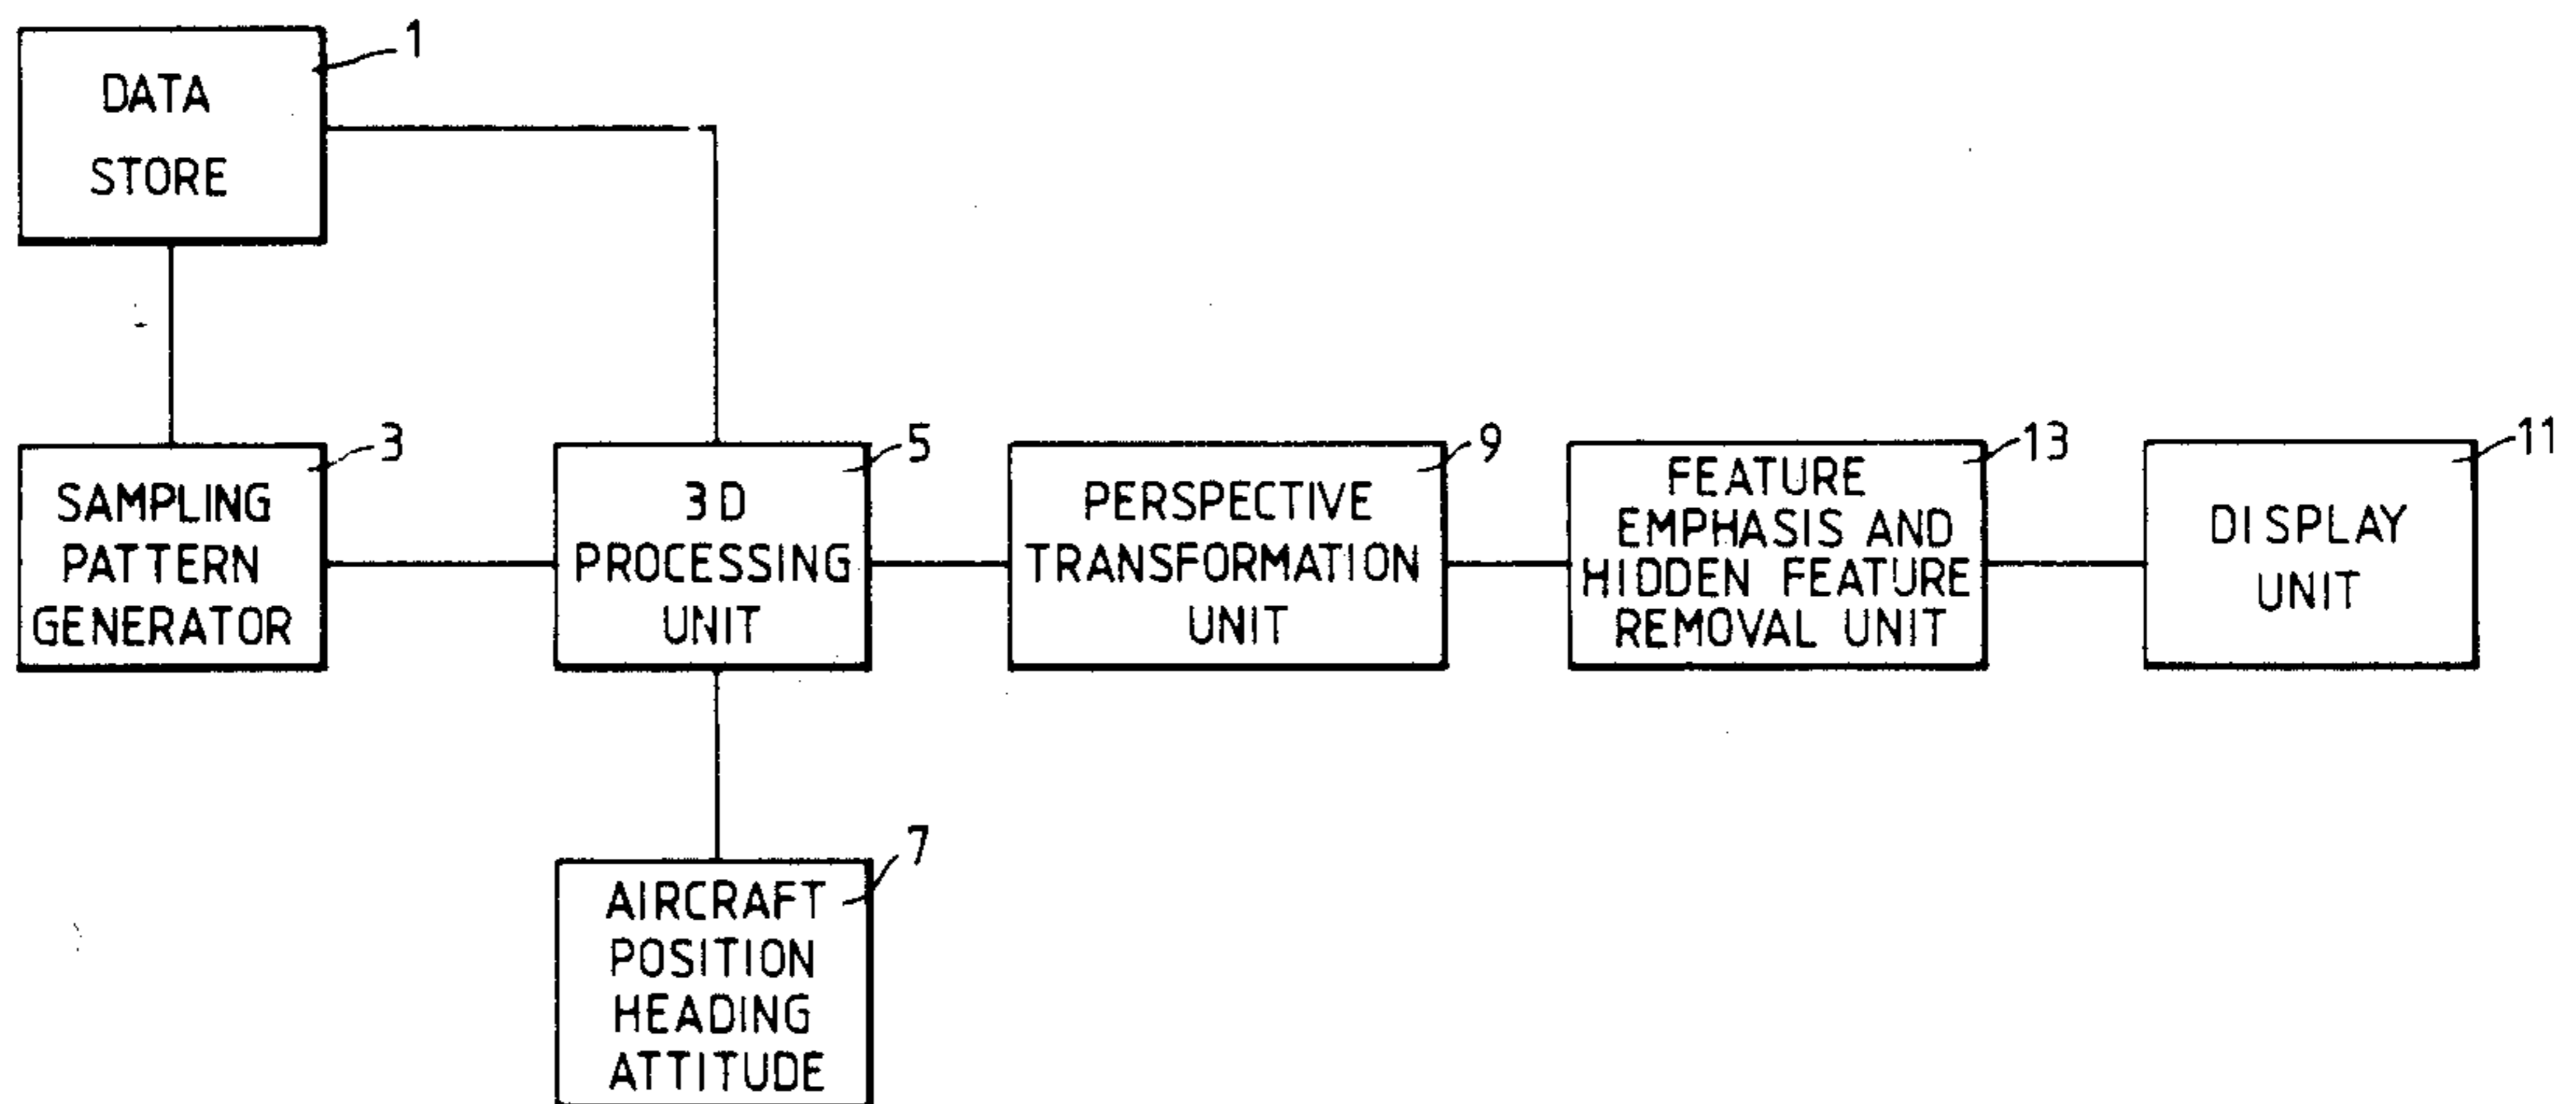 1
DATA
STORE
3
SAMPLING
PATTERN
GENERATOR
5
3D
PROCESSING
UNIT
9
PERSPECTIVE
TRANSFORMATION
UNIT
13
FEATURE
EMPHASIS AND
HIDDEN FEATURE
REMOVAL UNIT
11
DISPLAY
UNIT
7
AIRCRAFT
POSITION
HEADING
ATTITUDE